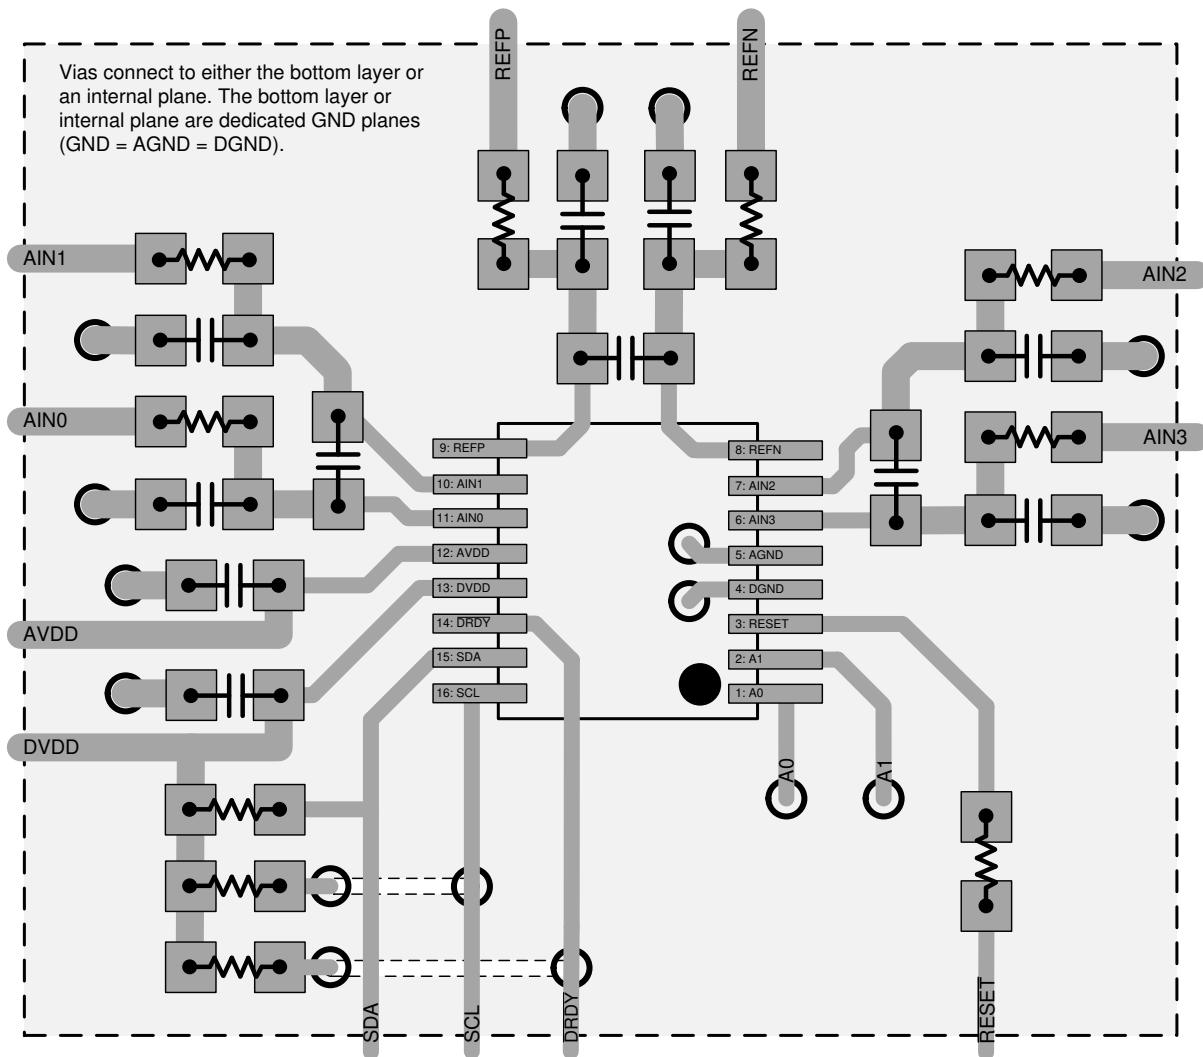 REFP
REFN
Vias connect to either the bottom layer or
an internal plane. The bottom layer or
internal plane are dedicated GND planes
(GND = AGND = DGND).
AIN1
AIN2
AIN0
AIN3
9: REFP
8: REFN
10: AIN1
7: AIN2
11: AIN0
6: AIN3
12: AVDD
5: AGND
13: DVDD
4: DGND
14: DRDY
3: RESET
AVDD
15: SDA
2: A1
16: SCL
1: A0
DVDD
A0
A1
SDA
SCL
DRDY
RESET